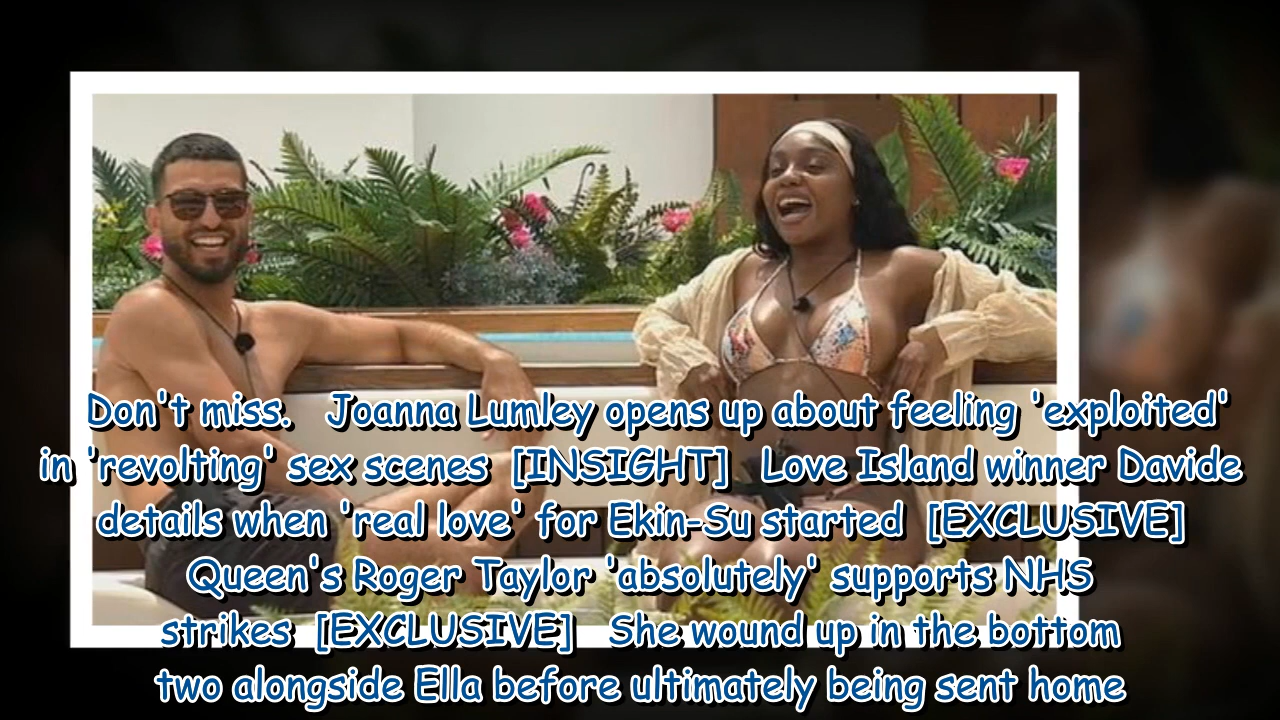 Don't miss. Joanna Lumley opens up about feeling 'exploited'
in 'revolting' sex scenes [INSIGHT] Love Island winner Davide
details when 'real love' for Ekin-Su started [EXCLUSIVE]
Queen's Roger Taylor 'absolutely' supports NHS
strikes [EXCLUSIVE] She wound up in the bottom
two alongside Ella before ultimately being sent home